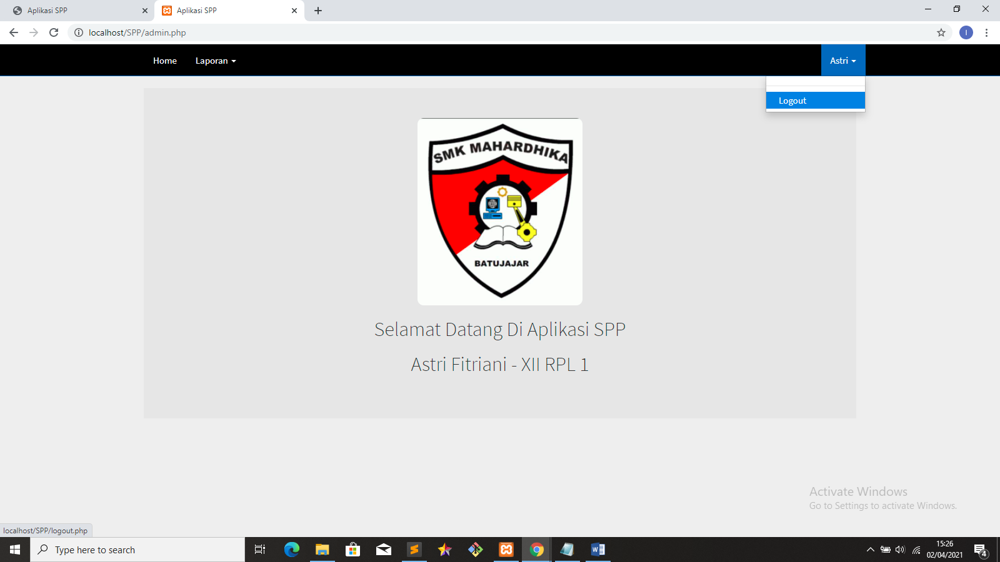 Aplikasi SPP
Aplikasi SPP
localhost/SPP/admin.php
I
Home
Laporan
Astri
Logout
SMK MAHARDHIKA
BATUJAJAR
Selamat Datang Di Aplikasi SPP
Astri Fitriani - XII RPL 1
Activate Windows
Go to Settings to activate Windows.
localhost/SPP/logout.php
Type here to search
15:26
02/04/2021
4